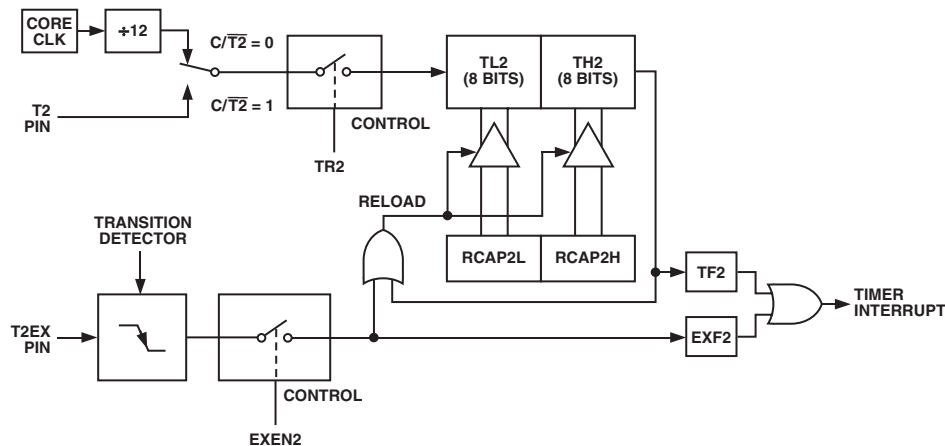 CORE
CLK
÷12
C/T2̅ = 0
C/T2̅ = 1
T2
PIN
CONTROL
TR2
TL2
(8 BITS)
TH2
(8 BITS)
RELOAD
TRANSITION
DETECTOR
RCAP2L
RCAP2H
TF2
TIMER
INTERRUPT
T2EX
PIN
EXF2
CONTROL
EXEN2